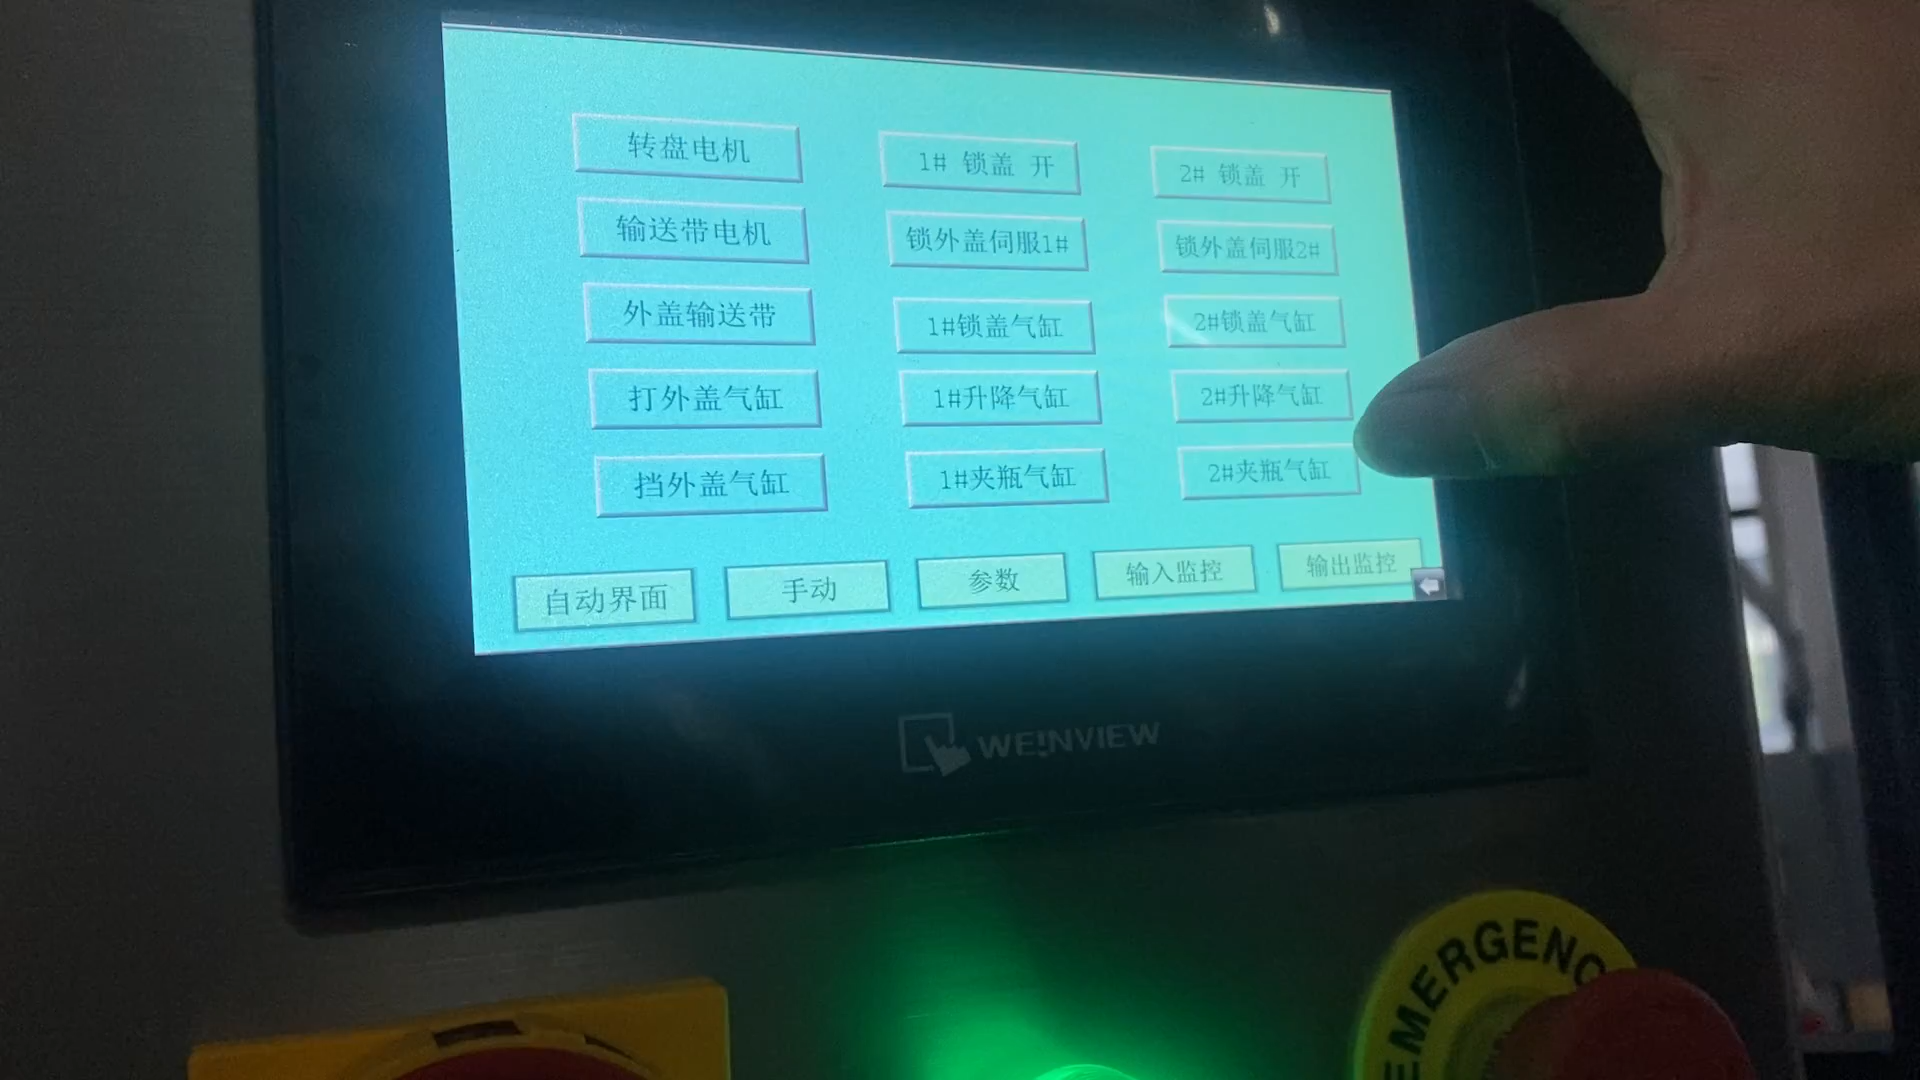 转盘电机 1# 锁盖 开 2# 锁盖 开
输送带电机 锁外盖伺服1# 锁外盖伺服2#
外盖输送带 1#锁盖气缸 2#锁盖气缸
打外盖气缸 1#升降气缸 2#升降气缸
挡外盖气缸 1#夹瓶气缸 2#夹瓶气缸
自动界面 手动 参数 输入监控 输出监控
WEINVIEW
EMERGENC